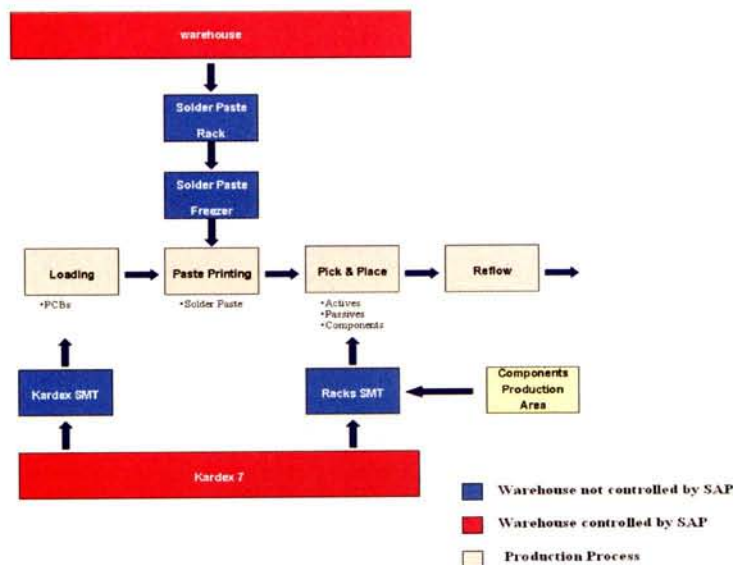 warehouse
Solder Paste
Rack
Solder Paste
Freezer
Loading
Paste Printing
Pick & Place
Reflow
•PCBs
•Solder Paste
•Actives
•Passives
•Components
Kardex SMT
Racks SMT
Components
Production
Area
Kardex 7
Warehouse not controlled by SAP
Warehouse controlled by SAP
Production Process